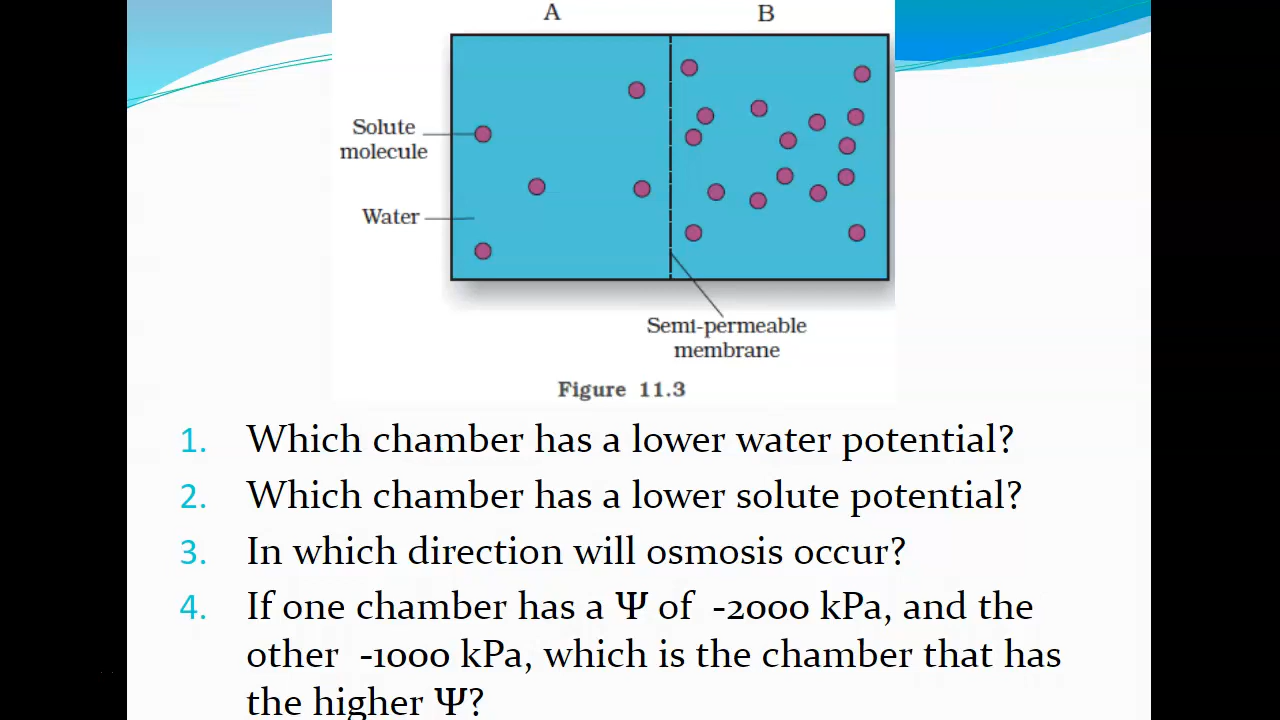 A
B
Solute
molecule
Water
Semi-permeable
membrane
Figure 11.3
1. Which chamber has a lower water potential?
2. Which chamber has a lower solute potential?
3. In which direction will osmosis occur?
4. If one chamber has a Ψ of -2000 kPa, and the
other -1000 kPa, which is the chamber that has
the higher Ψ?